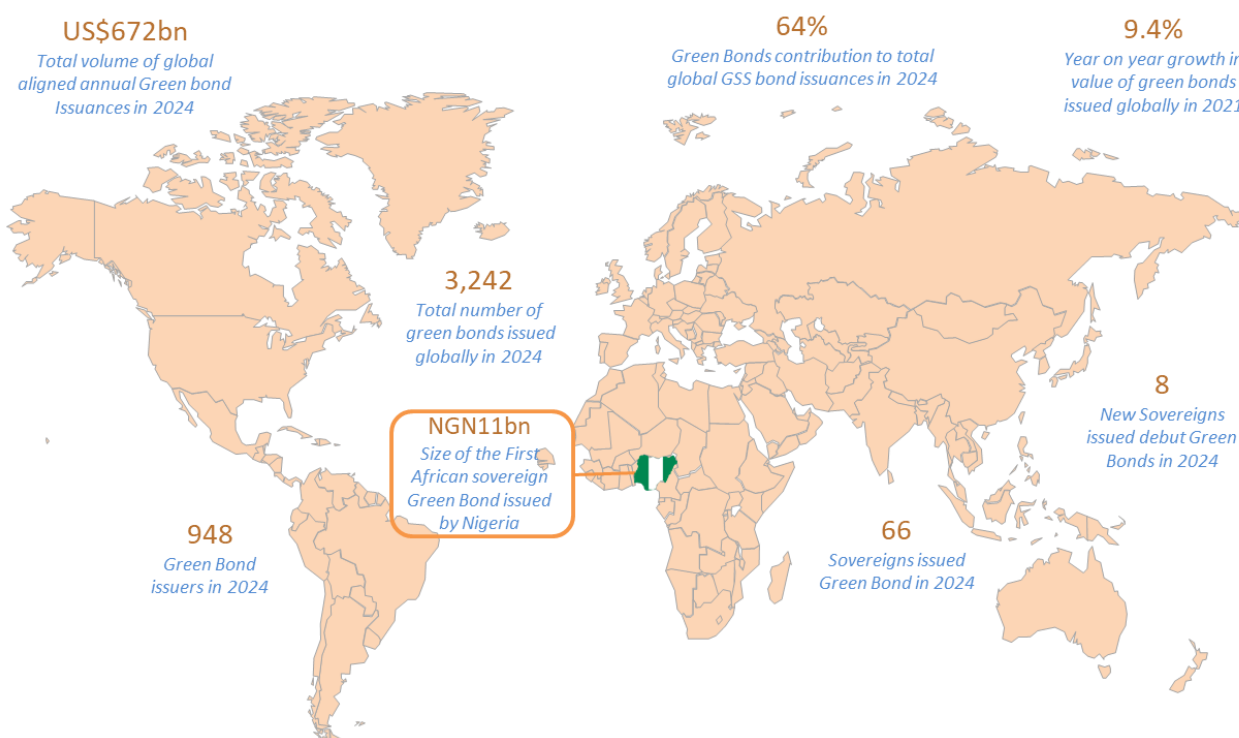 US$672bn
Total volume of global
aligned annual Green bond
Issuances in 2024
64%
Green Bonds contribution to total
global GSS bond issuances in 2024
9.4%
Year on year growth in
value of green bonds
issued globally in 2021
3,242
Total number of
green bonds issued
globally in 2024
NGN11bn
Size of the First
African sovereign
Green Bond issued
by Nigeria
8
New Sovereigns
issued debut Green
Bonds in 2024
948
Green Bond
issuers in 2024
66
Sovereigns issued
Green Bond in 2024